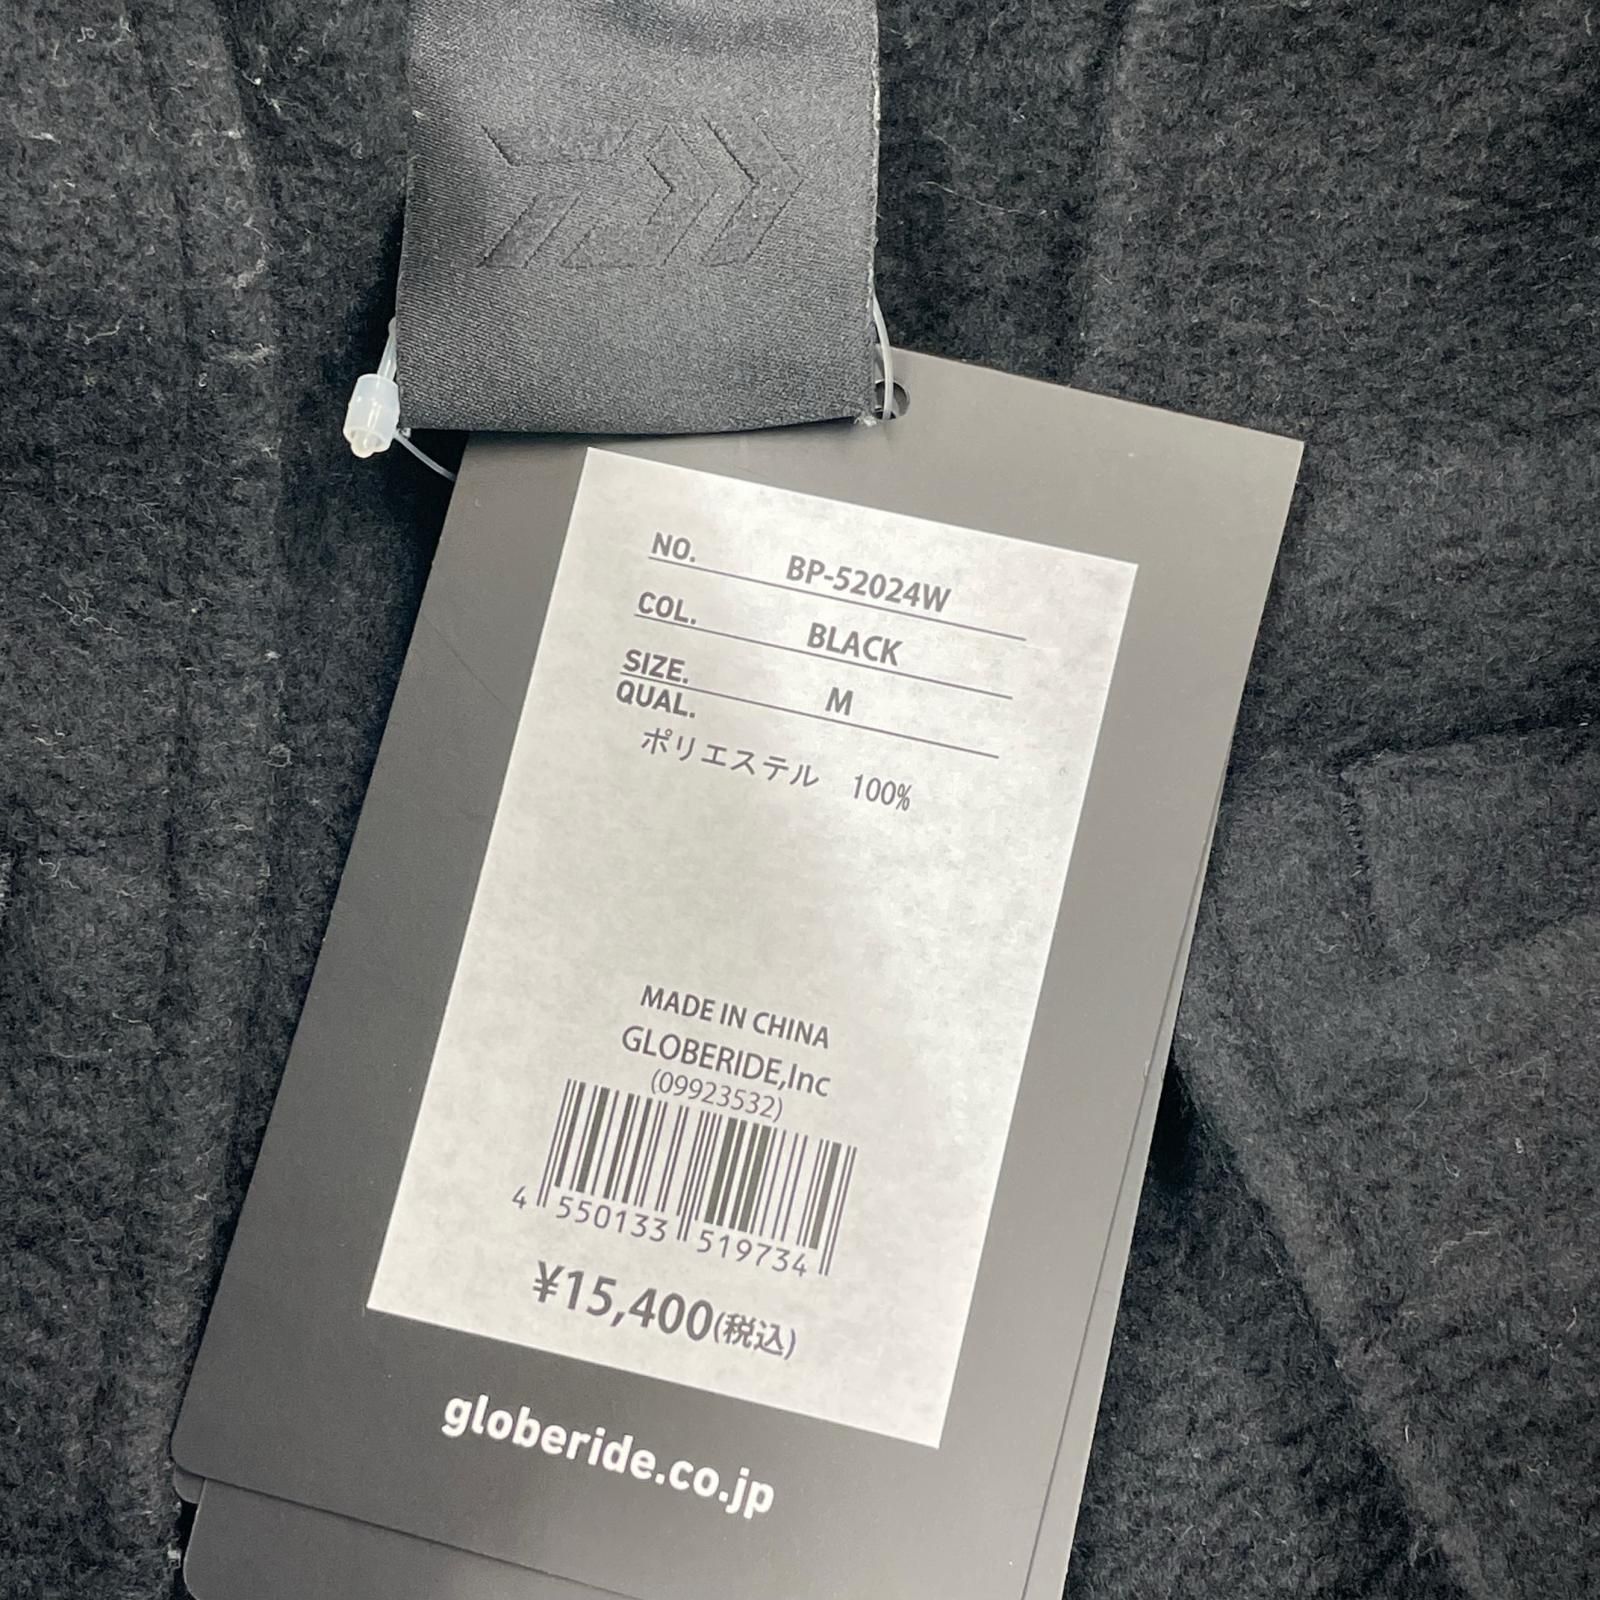 NO. BP-52024W
COL. BLACK
SIZE. M
QUAL.
ポリエステル 100%
MADE IN CHINA
GLOBERIDE,Inc
(09923532)
4 550133 519734
¥15,400(税込)
globeride.co.jp